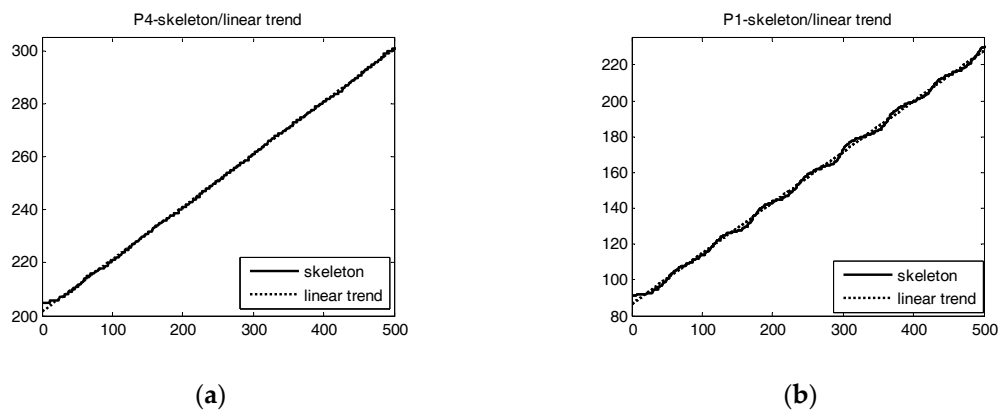 P4-skeleton/linear trend
300
280
260
240
220
200
0 100 200 300 400 500
skeleton
linear trend
(a)
P1-skeleton/linear trend
220
200
180
160
140
120
100
80
0 100 200 300 400 500
skeleton
linear trend
(b)